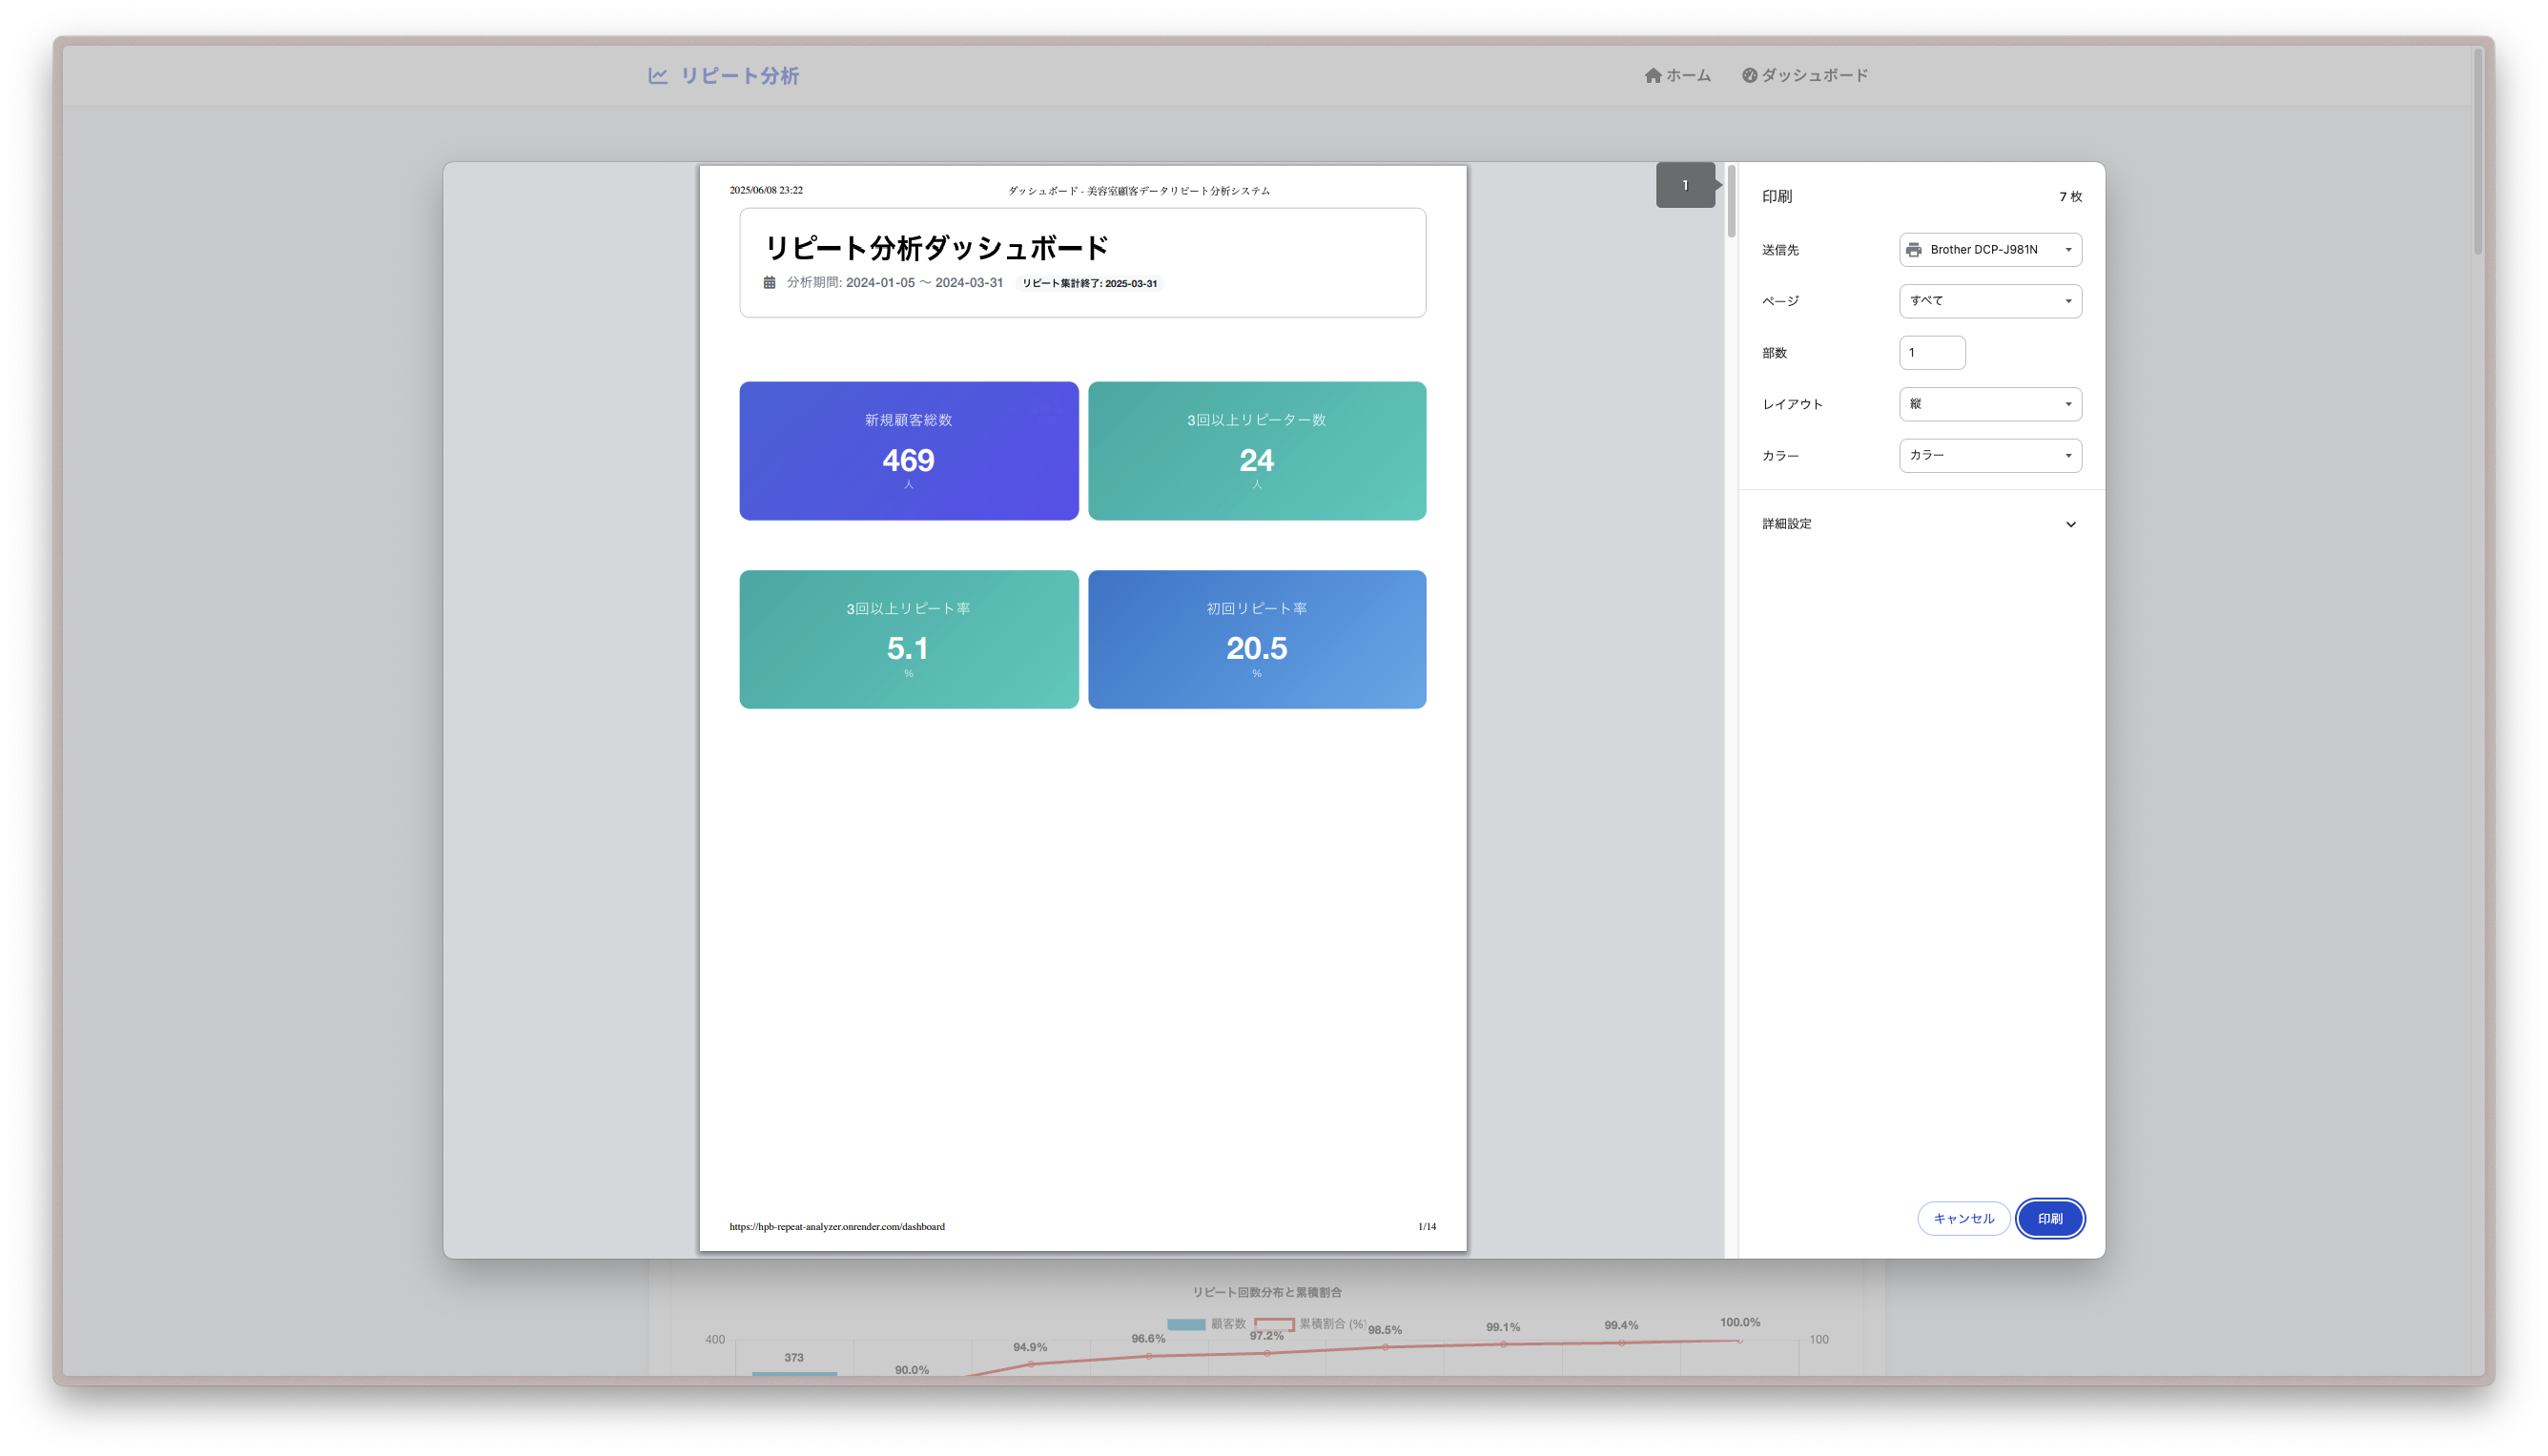 リピート分析
ホーム
ダッシュボード
2025/06/08 23:22
ダッシュボード - 美容室顧客データリピート分析システム
リピート分析ダッシュボード
分析期間: 2024-01-05 〜 2024-03-31 リピート集計終了: 2025-03-31
新規顧客総数
469
人
3回以上リピーター数
24
人
3回以上リピート率
5.1
%
初回リピート率
20.5
%
https://hpb-repeat-analyzer.onrender.com/dashboard
1/14
1
印刷
7 枚
送信先
Brother DCP-J981N
ページ
すべて
部数
1
レイアウト
縦
カラー
カラー
詳細設定
キャンセル
印刷
リピート回数分布と累積割合
顧客数
累積割合 (%)
400
373
90.0%
94.9%
96.6%
97.2%
98.5%
99.1%
99.4%
100.0%
100